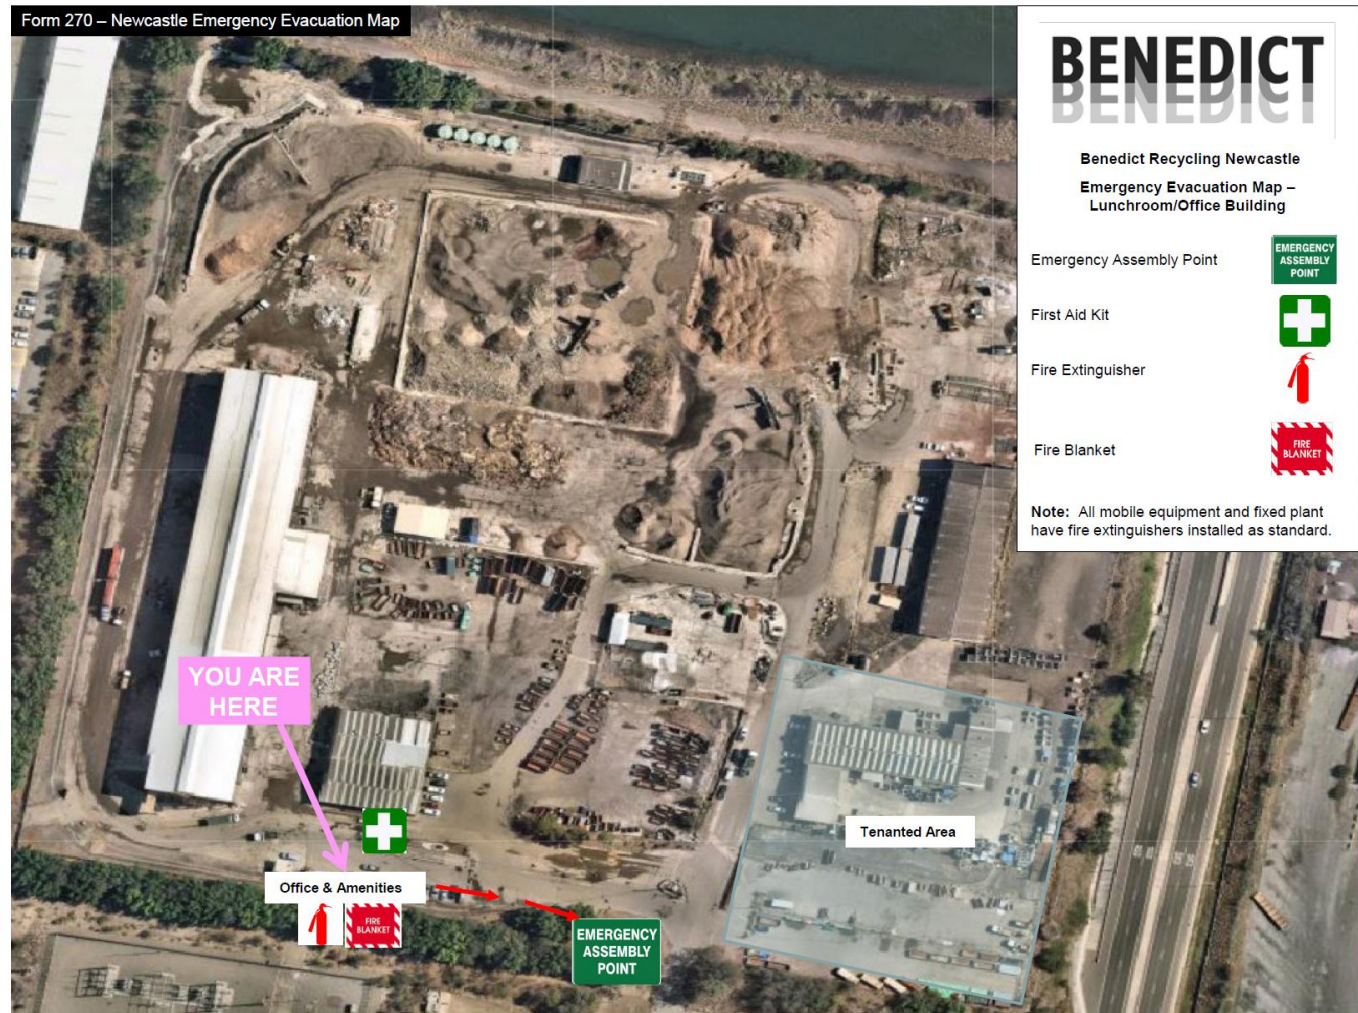 Form 270 – Newcastle Emergency Evacuation Map
BENEDICT
Benedict Recycling Newcastle
Emergency Evacuation Map –
Lunchroom/Office Building
Emergency Assembly Point
EMERGENCY
ASSEMBLY
POINT
First Aid Kit
Fire Extinguisher
Fire Blanket
FIRE
BLANKET
Note: All mobile equipment and fixed plant
have fire extinguishers installed as standard.
YOU ARE
HERE
Tenanted Area
Office & Amenities
FIRE
BLANKET
EMERGENCY
ASSEMBLY
POINT